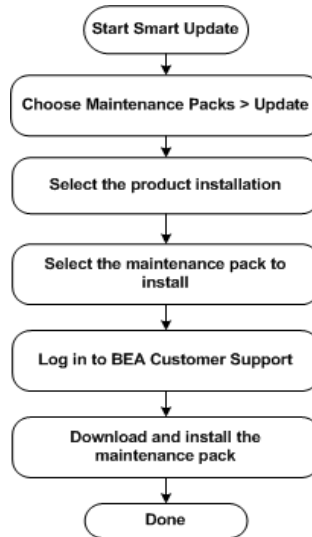 Start Smart Update
Choose Maintenance Packs > Update
Select the product installation
Select the maintenance pack to
install
Log in to BEA Customer Support
Download and install the
maintenance pack
Done